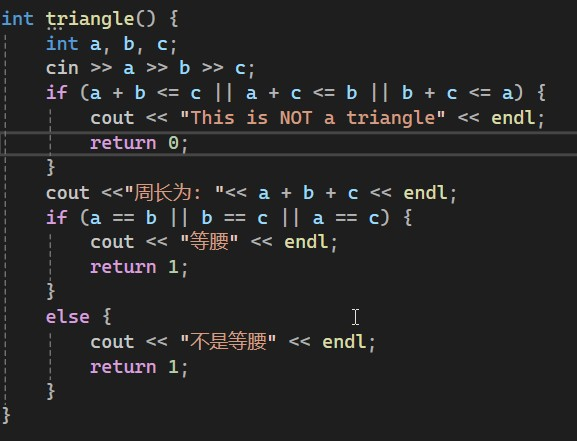 int triangle() {
    int a, b, c;
    cin >> a >> b >> c;
    if (a + b <= c || a + c <= b || b + c <= a) {
        cout << "This is NOT a triangle" << endl;
        return 0;
    }
    cout <<"周长为: "<< a + b + c << endl;
    if (a == b || b == c || a == c) {
        cout << "等腰" << endl;
        return 1;
    }
    else {
        cout << "不是等腰" << endl;
        return 1;
    }
}